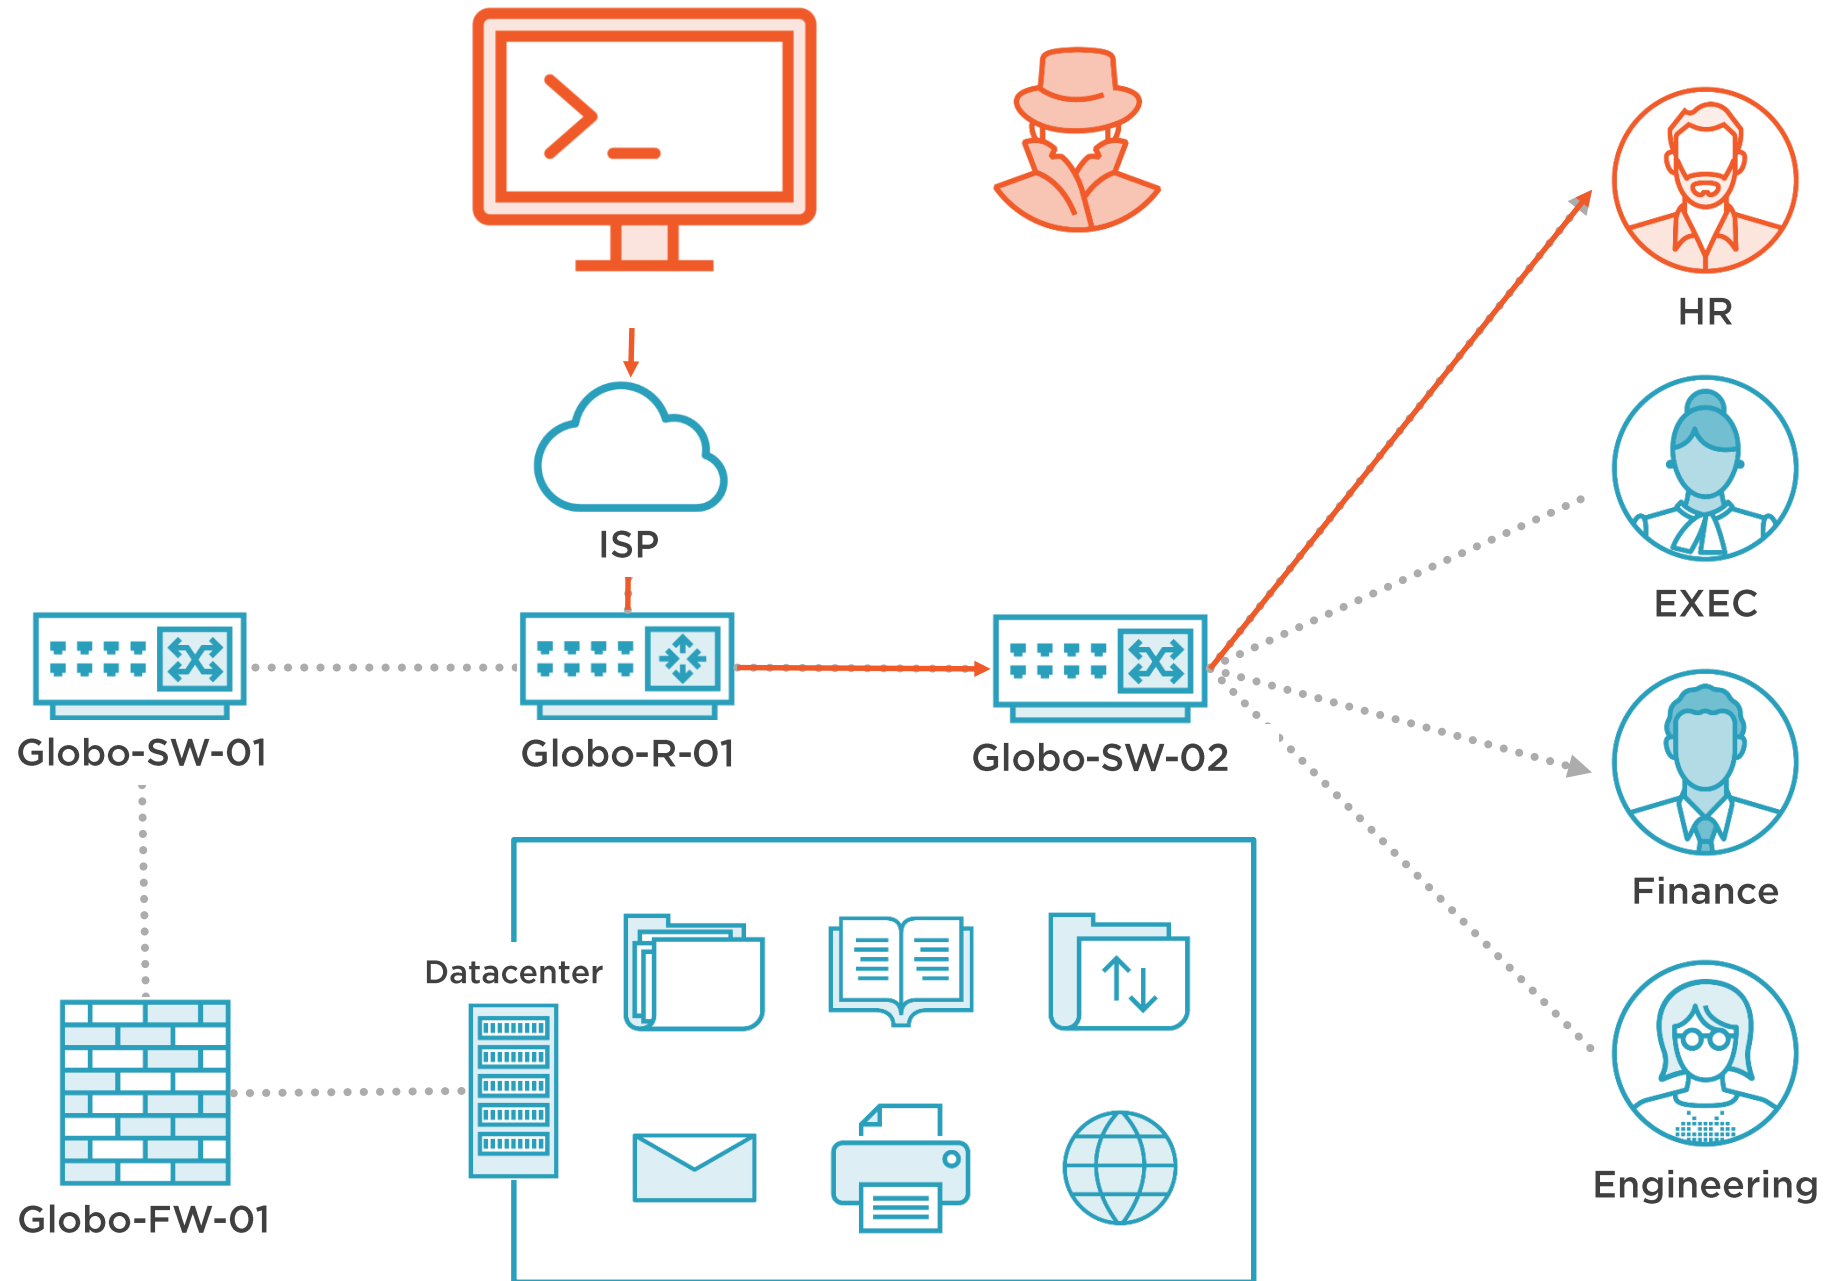 >_
HR
ISP
EXEC
Globo-SW-01
Globo-R-01
Globo-SW-02
Finance
Datacenter
Engineering
Globo-FW-01